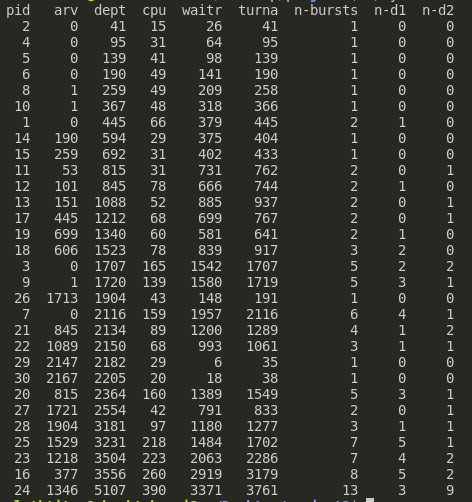 pid arv dept cpu waitr turna n-bursts n-d1 n-d2
2 0 41 15 26 41 1 0 0
4 0 95 31 64 95 1 0 0
5 0 139 41 98 139 1 0 0
6 0 190 49 141 190 1 0 0
8 1 259 49 209 258 1 0 0
10 1 367 48 318 366 1 0 0
1 0 445 66 379 445 2 1 0
14 190 594 29 375 404 1 0 0
15 259 692 31 402 433 1 0 0
11 53 815 31 731 762 2 0 1
12 101 845 78 666 744 2 1 0
13 151 1088 52 885 937 2 0 1
17 445 1212 68 699 767 2 0 1
19 699 1340 60 581 641 2 1 0
18 606 1523 78 839 917 3 2 0
3 0 1707 165 1542 1707 5 2 2
9 1 1720 139 1580 1719 5 3 1
26 1713 1904 43 148 191 1 0 0
7 0 2116 159 1957 2116 6 4 1
21 845 2134 89 1200 1289 4 1 2
22 1089 2150 68 993 1061 3 1 1
29 2147 2182 29 6 35 1 0 0
30 2167 2205 20 18 38 1 0 0
20 815 2364 160 1389 1549 5 3 1
27 1721 2554 42 791 833 2 0 1
28 1904 3181 97 1180 1277 3 1 1
25 1529 3231 218 1484 1702 7 5 1
23 1218 3504 223 2063 2286 7 4 2
16 377 3556 260 2919 3179 8 5 2
24 1346 5107 390 3371 3761 13 3 9